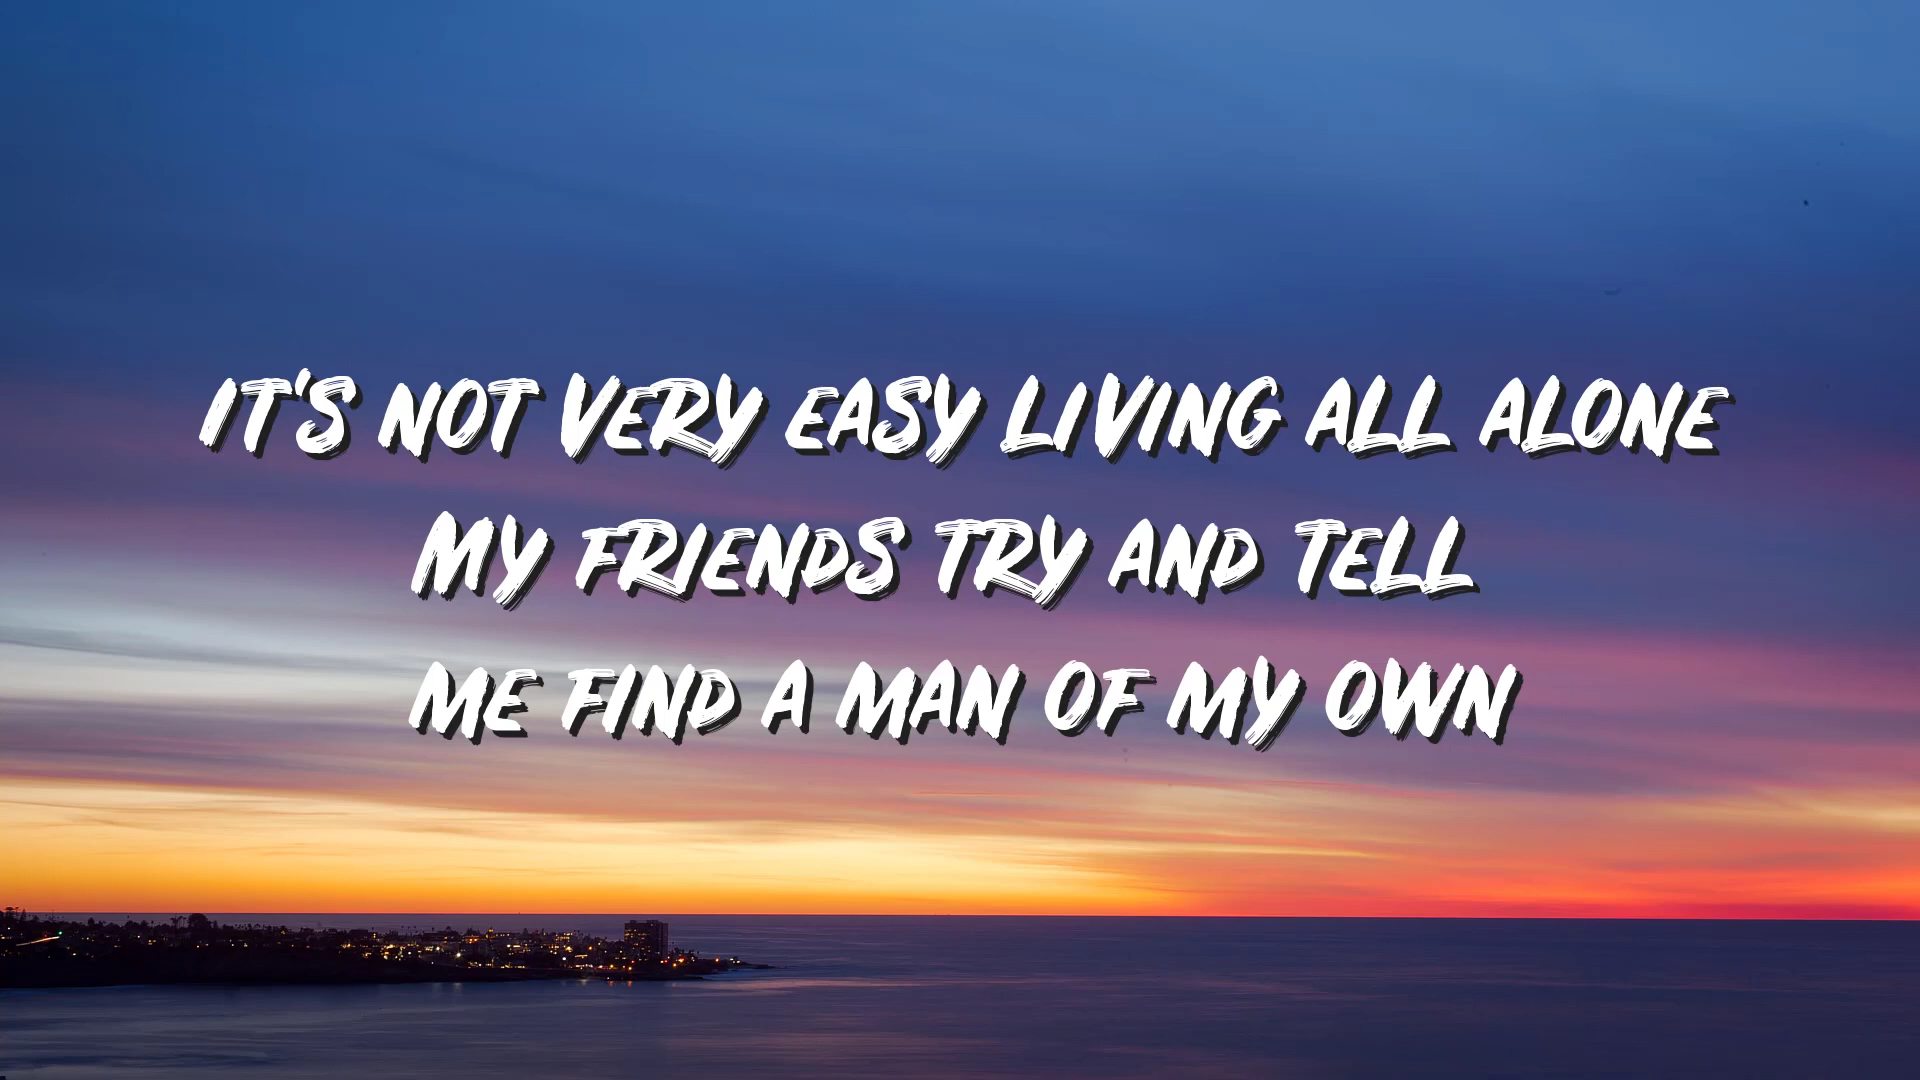 IT'S NOT VERY EASY LIVING ALL ALONE
MY FRIENDS TRY AND TELL
ME FIND A MAN OF MY OWN